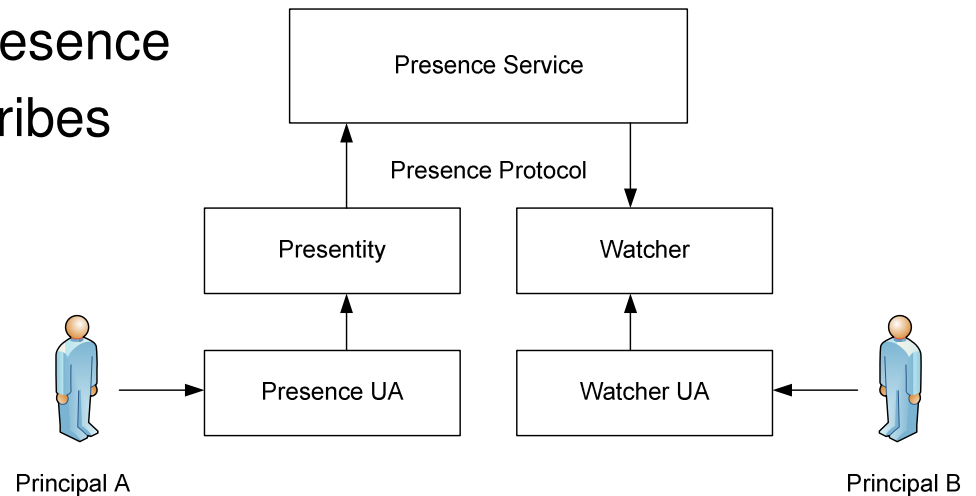 esence
ribes
Presence Service
Presence Protocol
Presentity
Watcher
Presence UA
Watcher UA
Principal A
Principal B